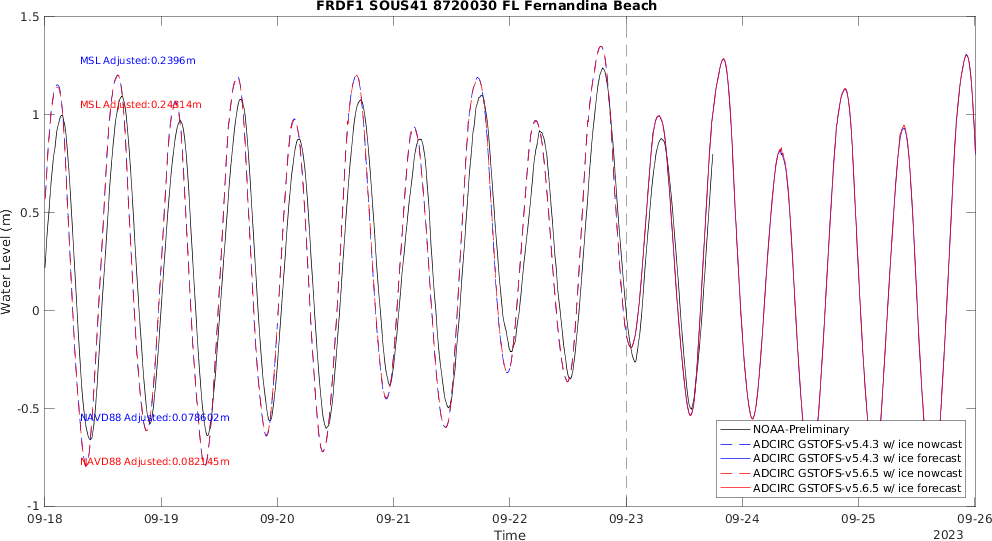 FRDF1 SOUS41 8720030 FL Fernandina Beach
1.5
1
0.5
0
-0.5
-1
Water Level (m)
MSL Adjusted:0.2396m
MSL Adjusted:0.24314m
NAVD88 Adjusted:0.078602m
NAVD88 Adjusted:0.082145m
NOAA-Preliminary
ADCIRC GSTOFS-v5.4.3 w/ ice nowcast
ADCIRC GSTOFS-v5.4.3 w/ ice forecast
ADCIRC GSTOFS-v5.6.5 w/ ice nowcast
ADCIRC GSTOFS-v5.6.5 w/ ice forecast
09-18 09-19 09-20 09-21 09-22 09-23 09-24 09-25 09-26
Time
2023